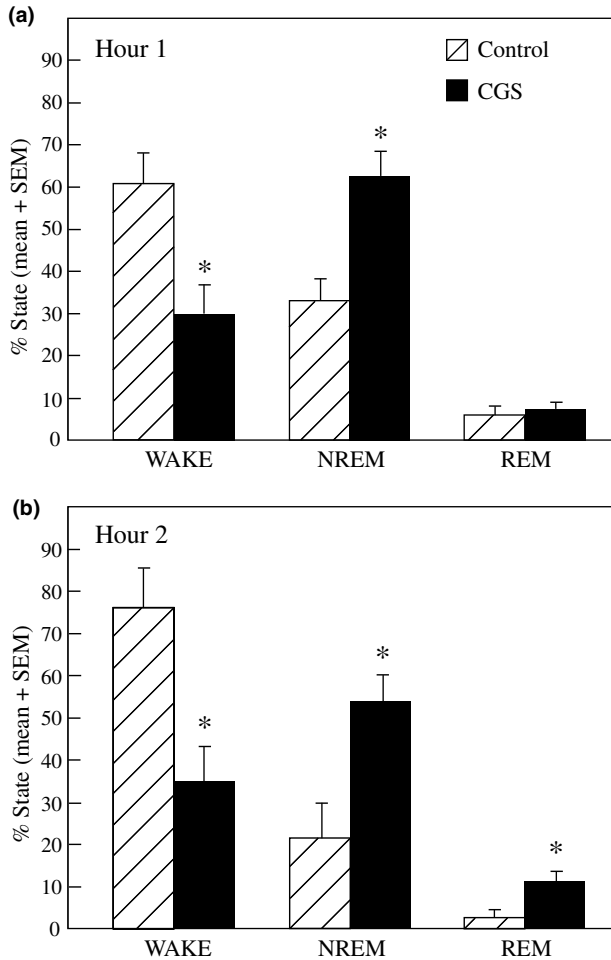 (a)
Hour 1
Control
CGS
% State (mean + SEM)
90
80
70
60
50
40
30
20
10
0
*
*
WAKE NREM REM
(b)
Hour 2
% State (mean + SEM)
90
80
70
60
50
40
30
20
10
0
*
*
*
WAKE NREM REM